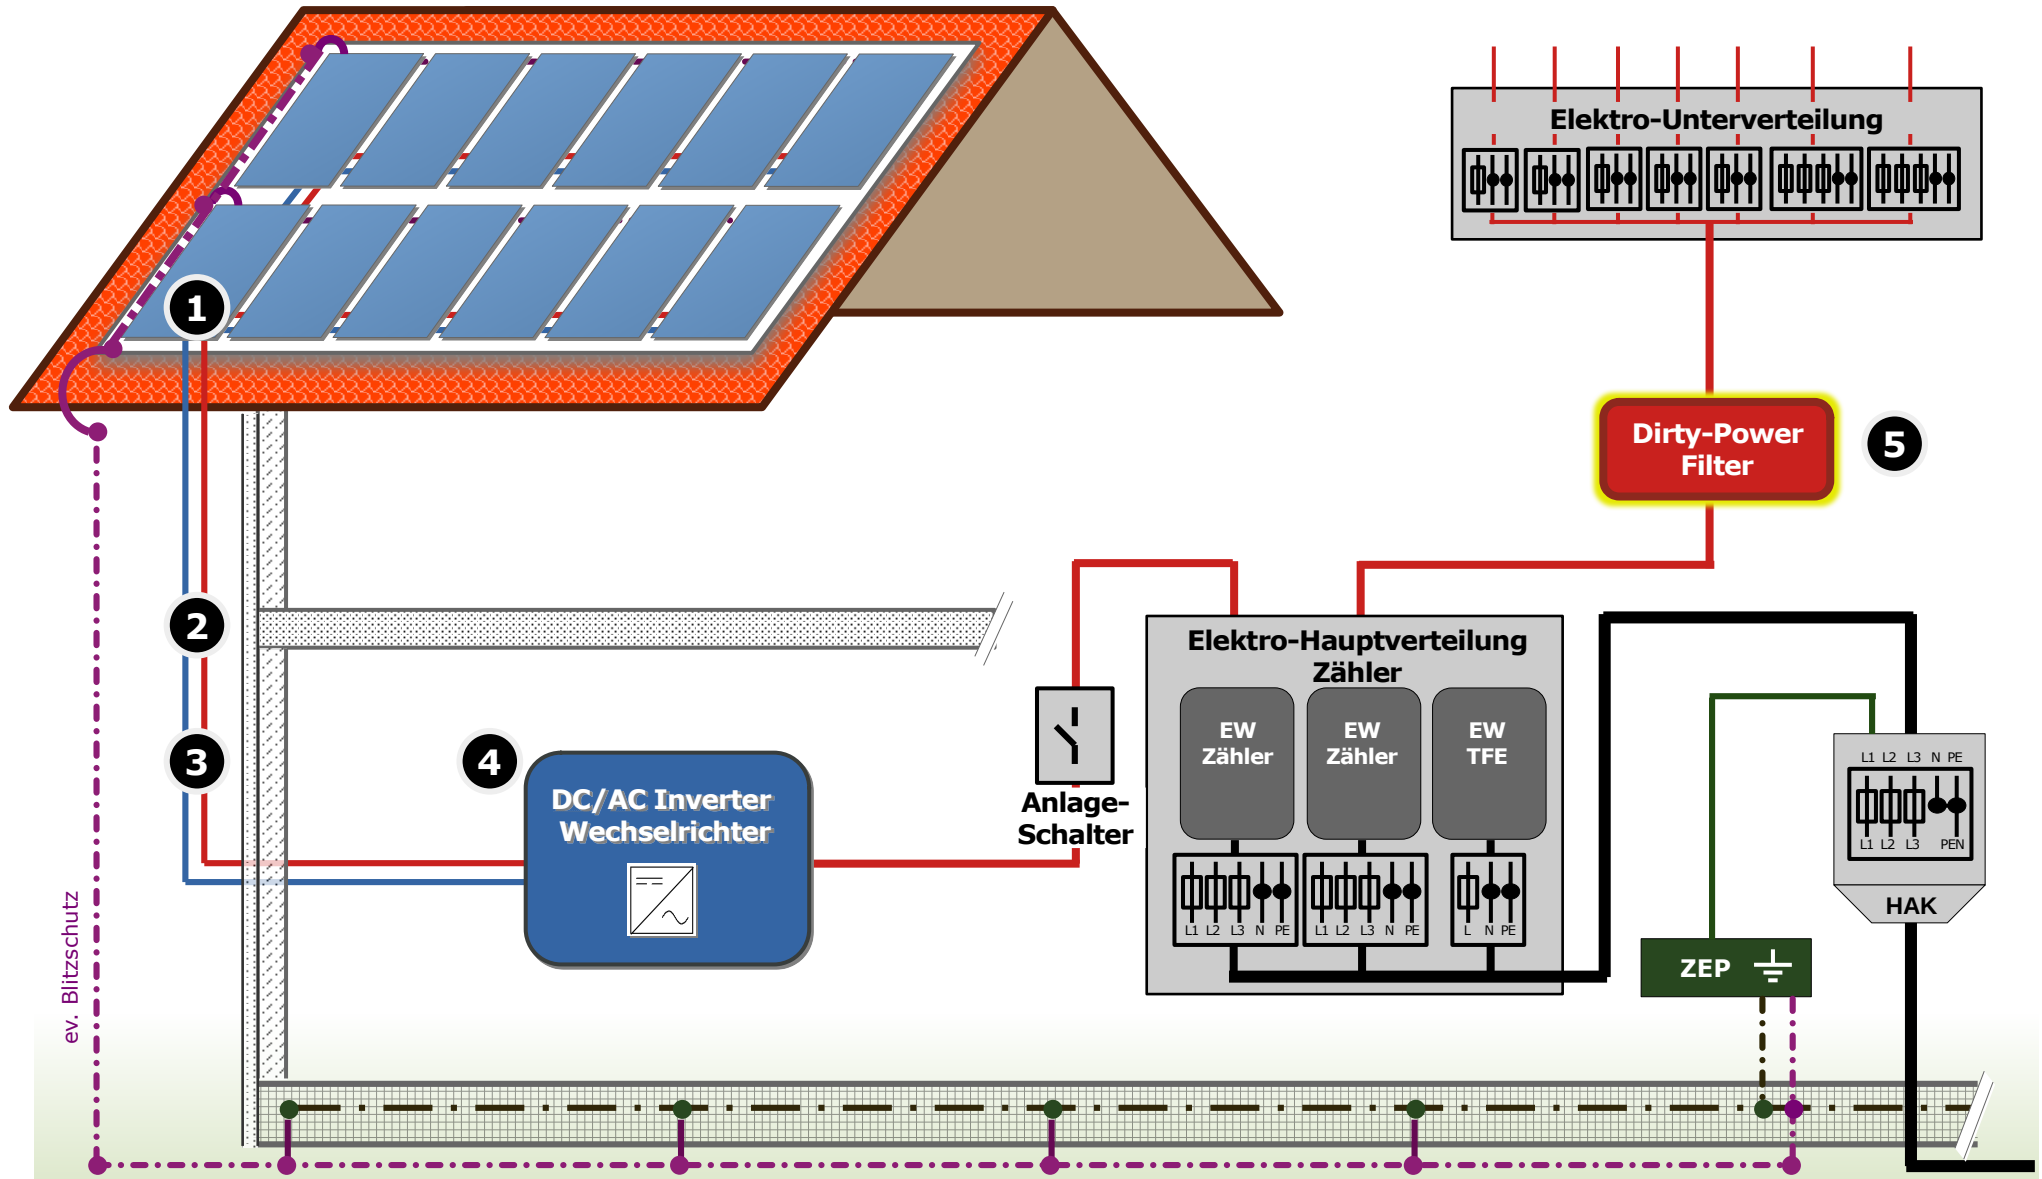 Elektro-Unterverteilung
1
Dirty-Power
Filter
5
2
Elektro-Hauptverteilung
Zähler
3
4
EW
Zähler
EW
Zähler
EW
TFE
DC/AC Inverter
Wechselrichter
Anlage-
Schalter
L1 L2 L3 N PE
L1 L2 L3 PEN
HAK
L1 L2 L3 N PE
L1 L2 L3 N PE
L N PE
ZEP
ev. Blitzschutz